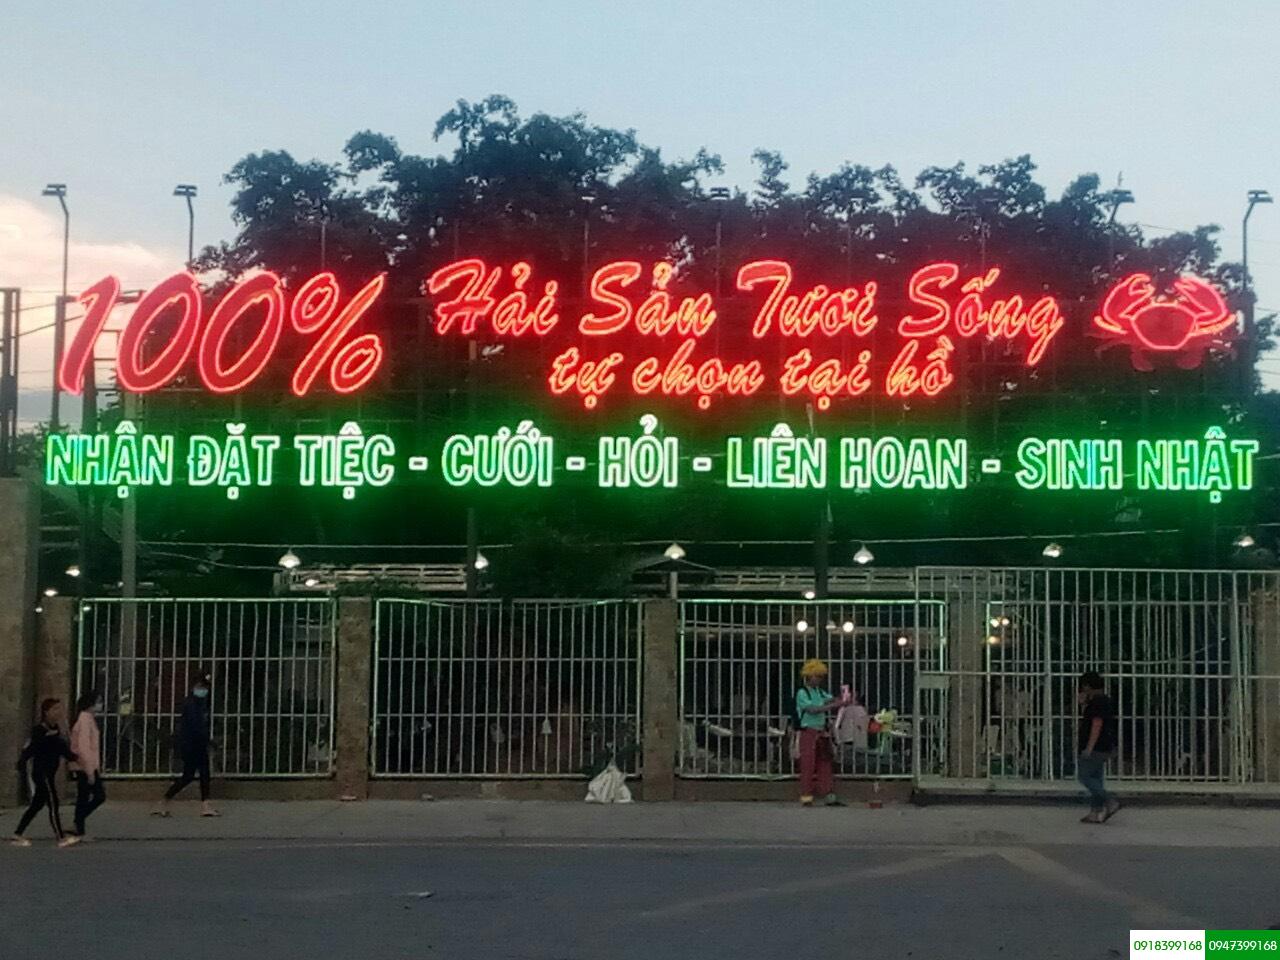 100% Hải Sản Tươi Sống
tự chọn tại hồ
NHẬN ĐẶT TIỆC - CƯỚI - HỎI - LIÊN HOAN - SINH NHẬT
0918399168 0947399168